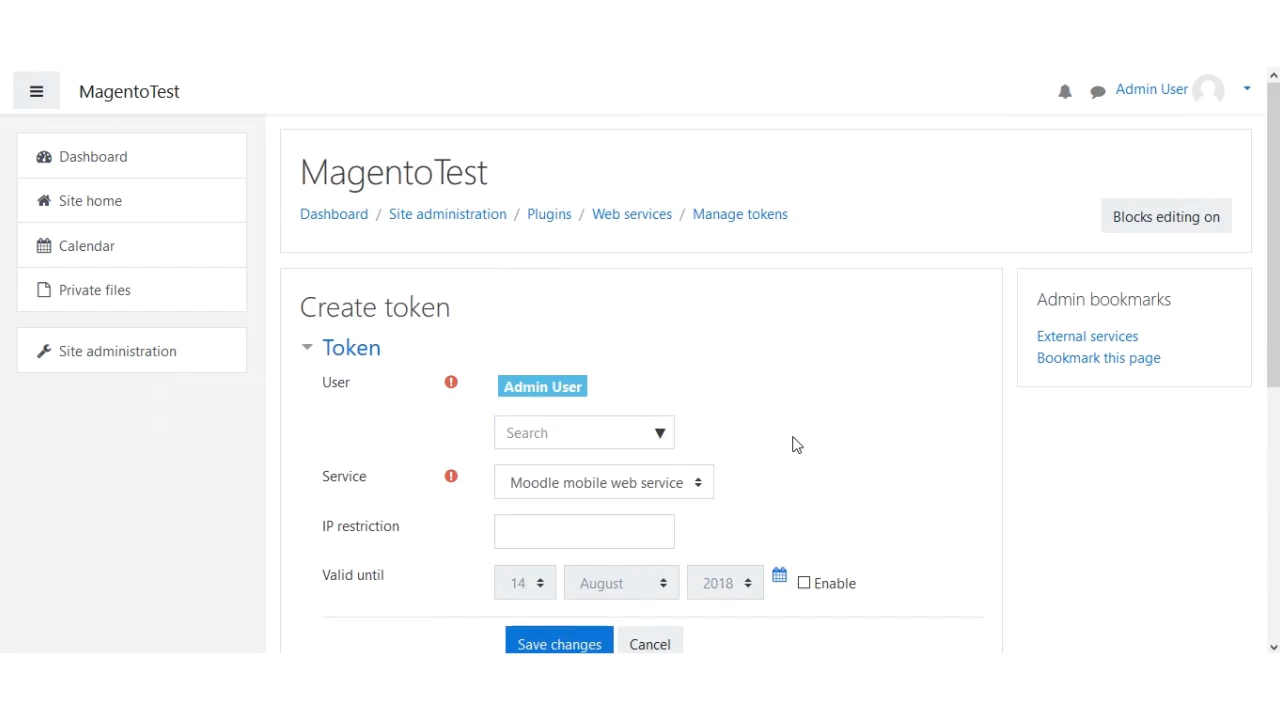 MagentoTest
Admin User
Dashboard
Site home
Calendar
Private files
Site administration
MagentoTest
Dashboard / Site administration / Plugins / Web services / Manage tokens
Blocks editing on
Create token
Token
User
Admin User
Search
Service
Moodle mobile web service
IP restriction
Valid until
14 August 2018 Enable
Save changes Cancel
Admin bookmarks
External services
Bookmark this page